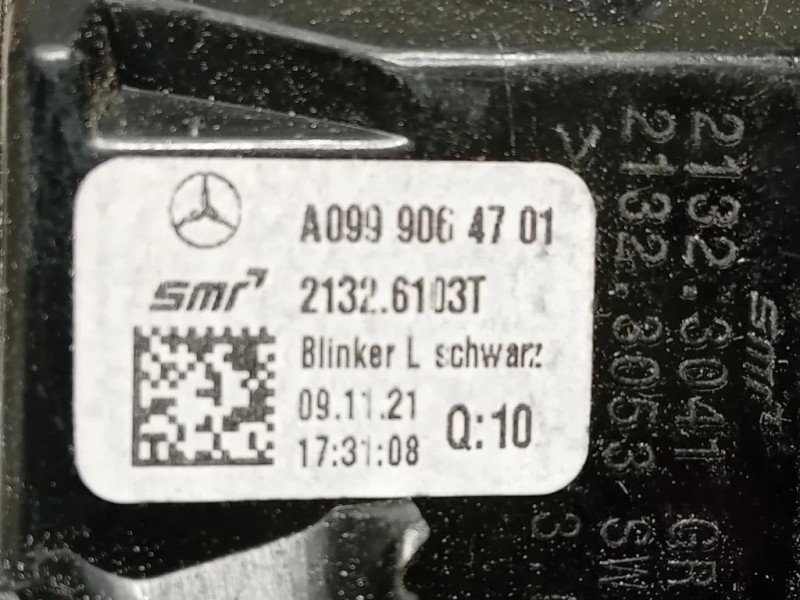 A099 906 47 01
smr
2132.6103T
Blinker L schwarz
09.11.21
17:31:08
Q:10
2132.3041 GR
2132.3053-SW
smr
3